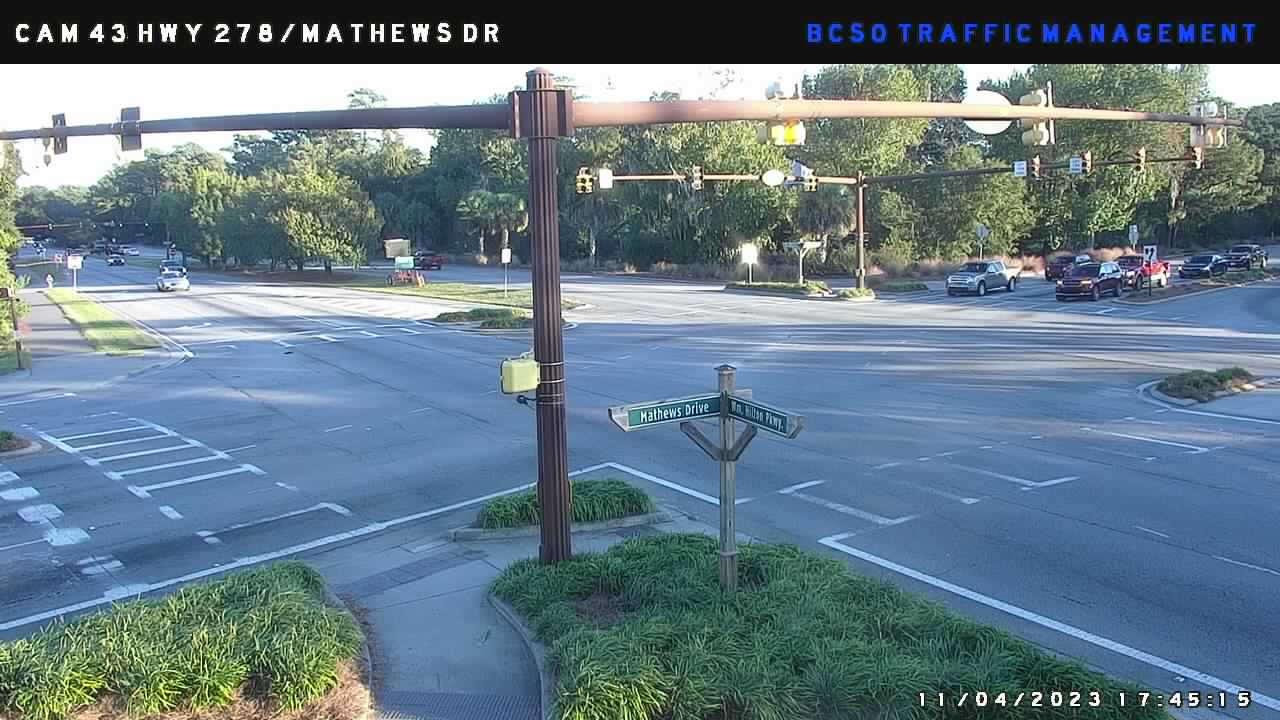 CAM 43 HWY 278/MATHEWS DR
BCSO TRAFFIC MANAGEMENT
Mathews Drive
Wm. Hilton Pkwy.
11/04/2023 17:45:15